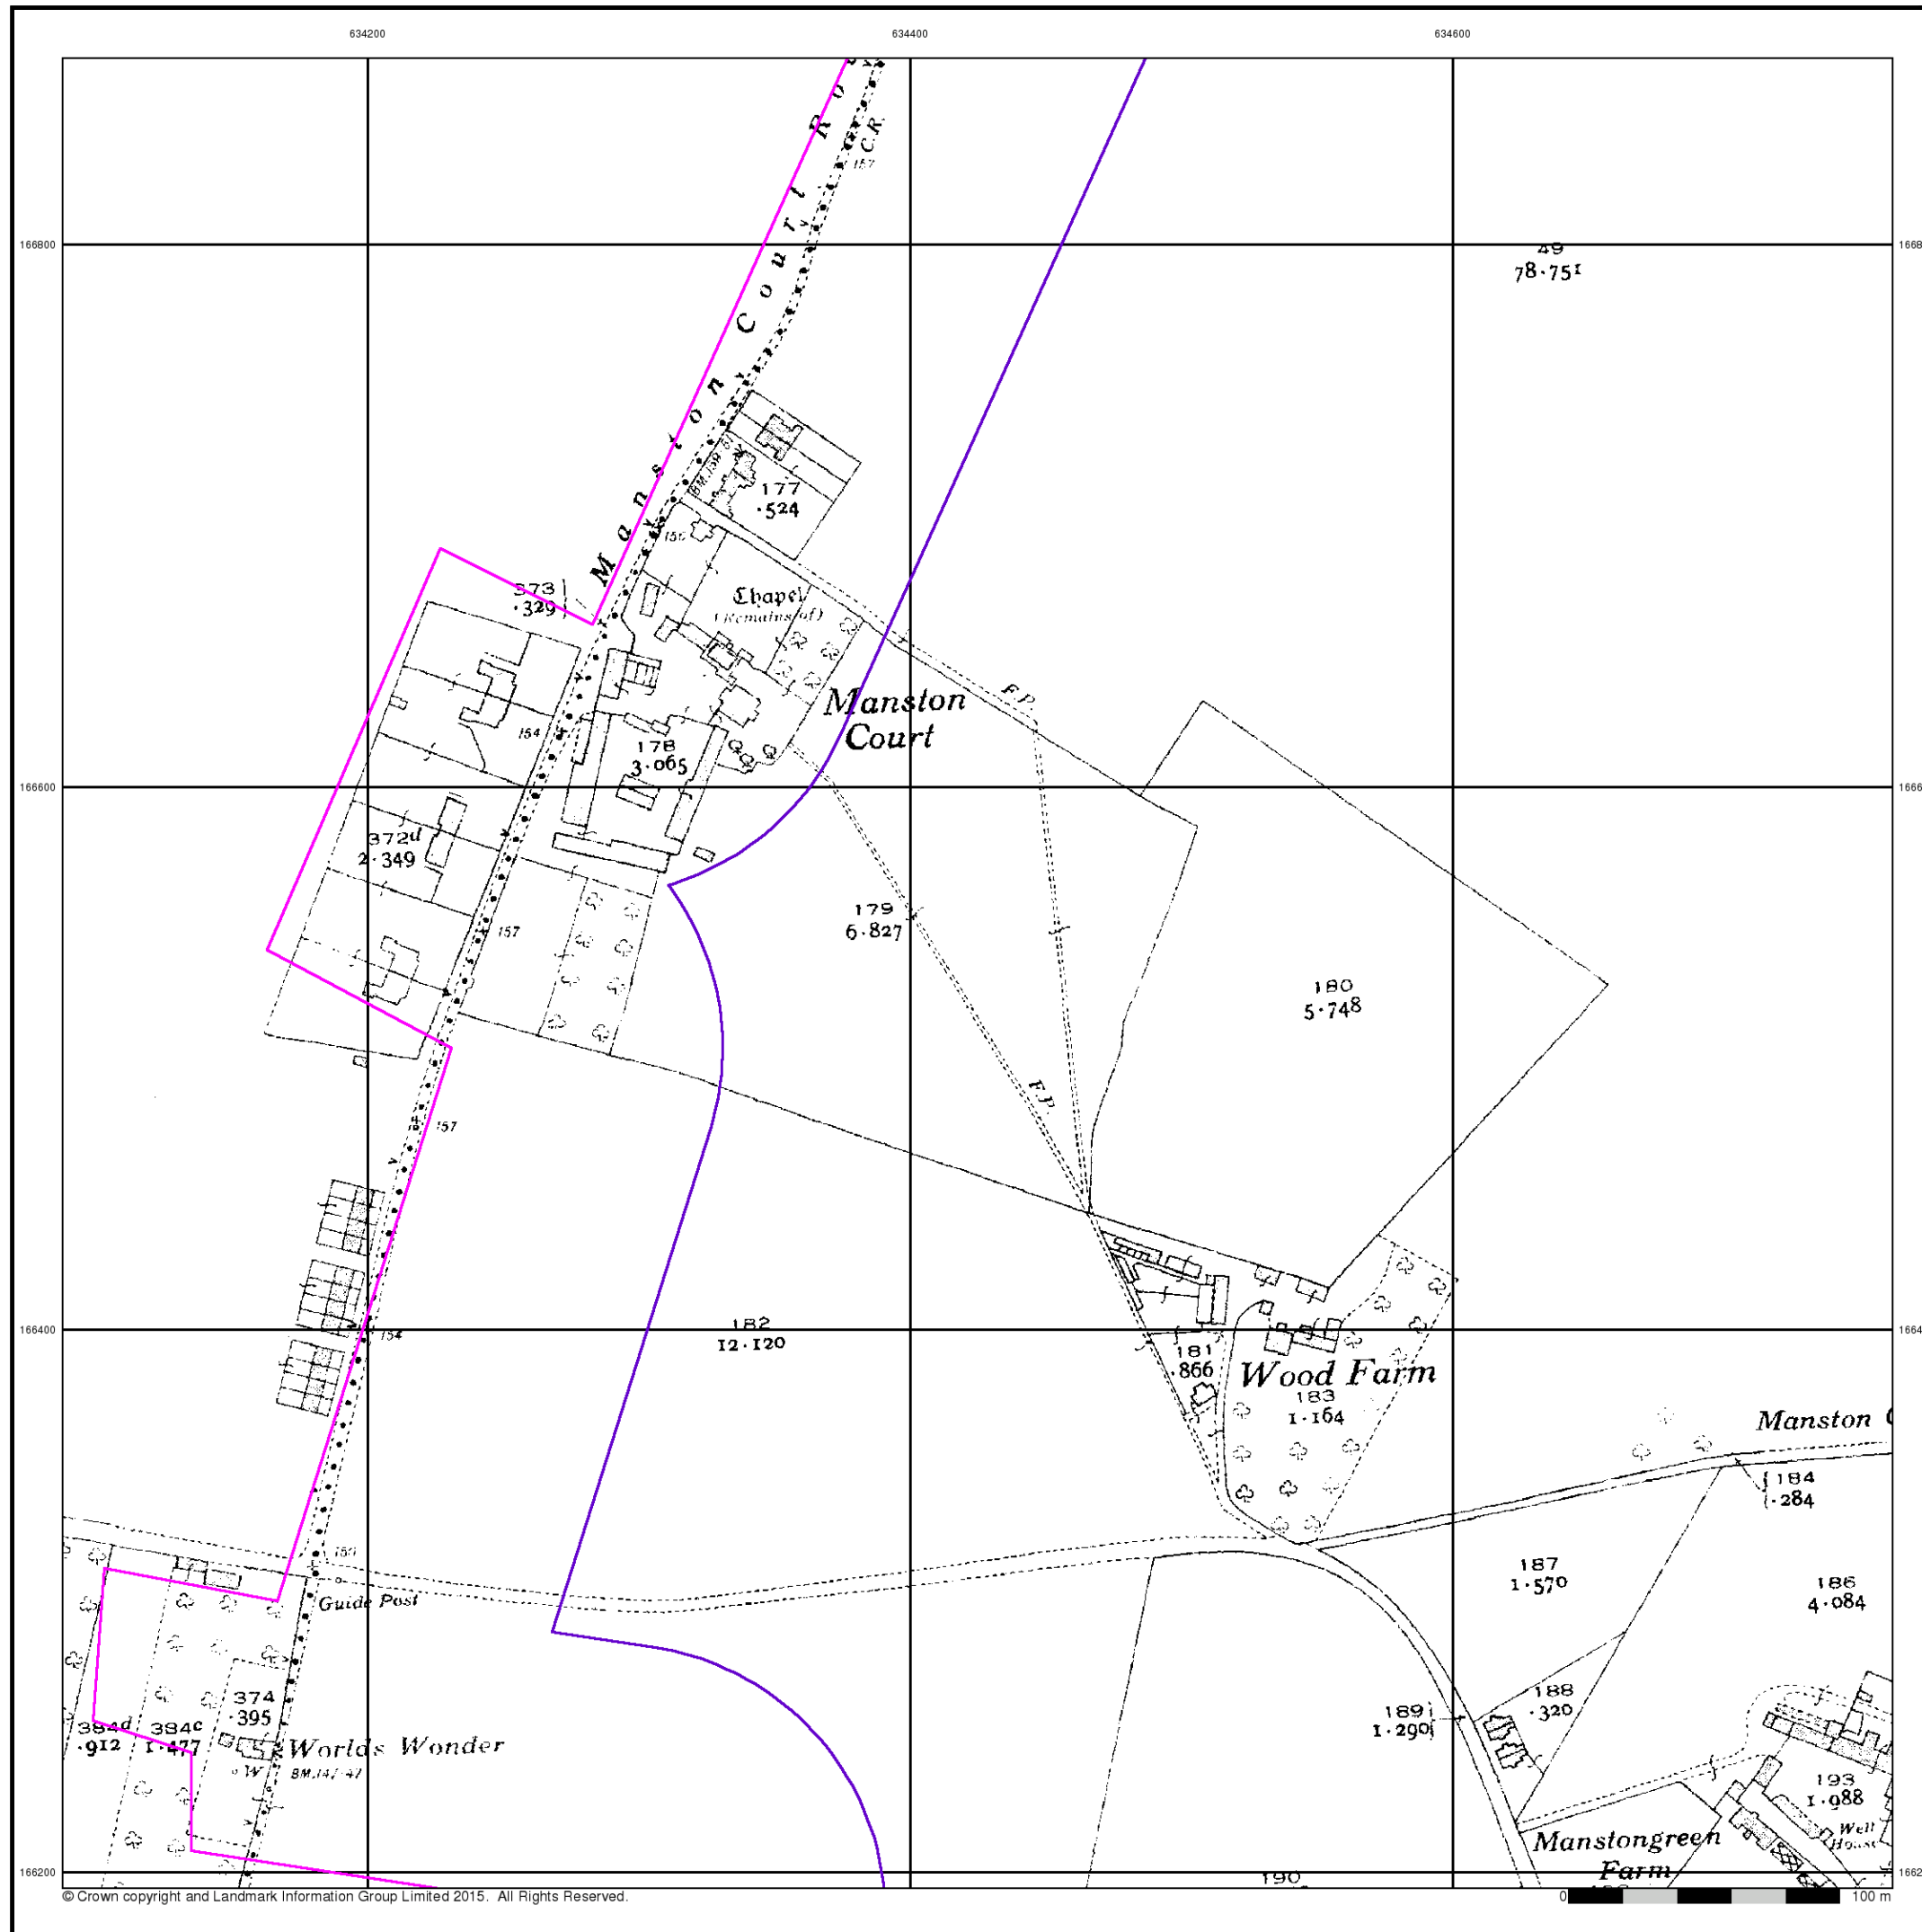 634200 634400 634600
C.R.
157
166800
49
78·751
Manston Court Ro
177
·524
156
373
·329
Chapel
(Remains of)
Manston
Court
F.P.
154
178
3·065
166600
372d
2·349
157
179
6·827
180
5·748
F.P.
157
166400
154
182
12·120
181
·866
Wood Farm
183
1·164
Manston
184
·284
Guide Post
187
1·570
186
4·084
374
·395
384d
·912
384c
1·477
Worlds Wonder
W
BM.147·47
188
·320
189
1·290
193
1·988
Well
House
Manstongreen
Farm
166200
190
© Crown copyright and Landmark Information Group Limited 2015. All Rights Reserved.
0 100 m